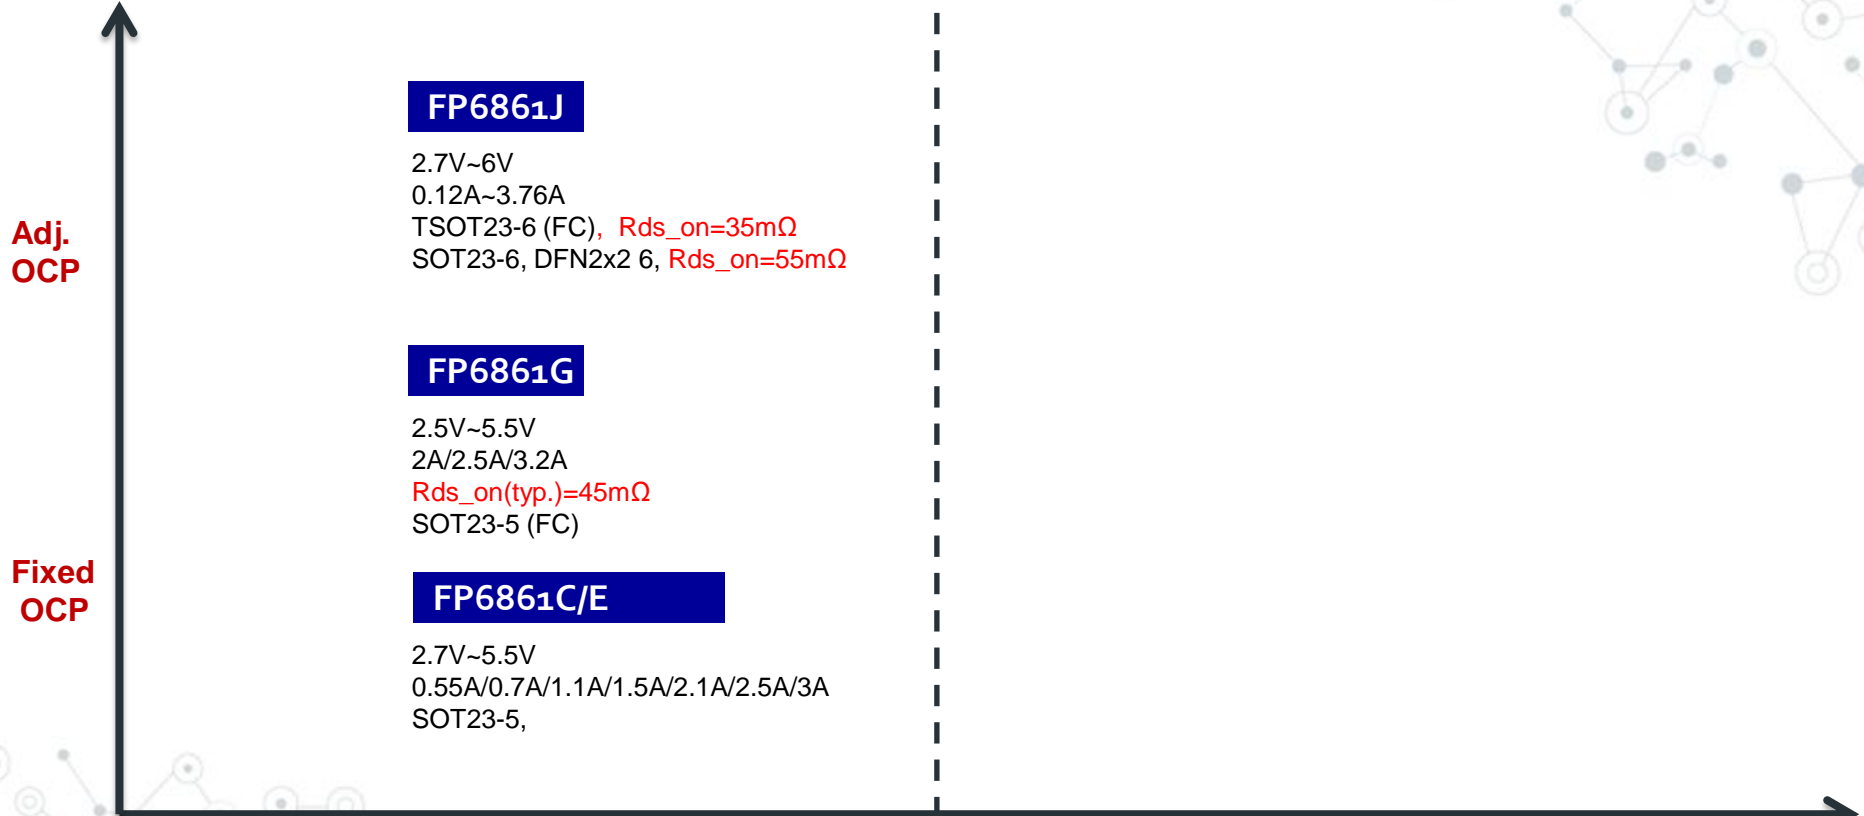 FP6861J
2.7V~6V
0.12A~3.76A
TSOT23-6 (FC),  Rds_on=35mΩ
SOT23-6, DFN2x2 6, Rds_on=55mΩ
Adj.
OCP
FP6861G
2.5V~5.5V
2A/2.5A/3.2A
Rds_on(typ.)=45mΩ
SOT23-5 (FC)
Fixed
OCP
FP6861C/E
2.7V~5.5V
0.55A/0.7A/1.1A/1.5A/2.1A/2.5A/3A
SOT23-5,